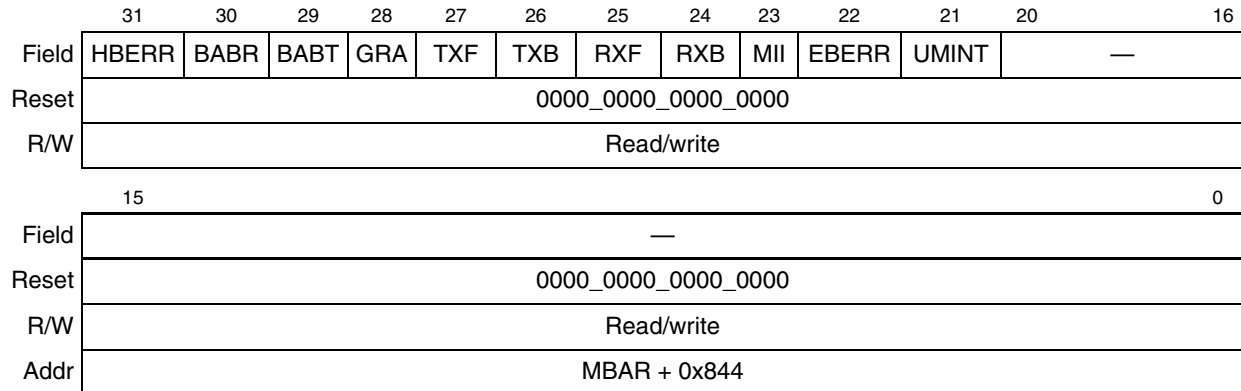 31 30 29 28 27 26 25 24 23 22 21 20 16
Field HBERR BABR BABT GRA TXF TXB RXF RXB MII EBERR UMINT —
Reset 0000_0000_0000_0000
R/W Read/write
15 0
Field —
Reset 0000_0000_0000_0000
R/W Read/write
Addr MBAR + 0x844